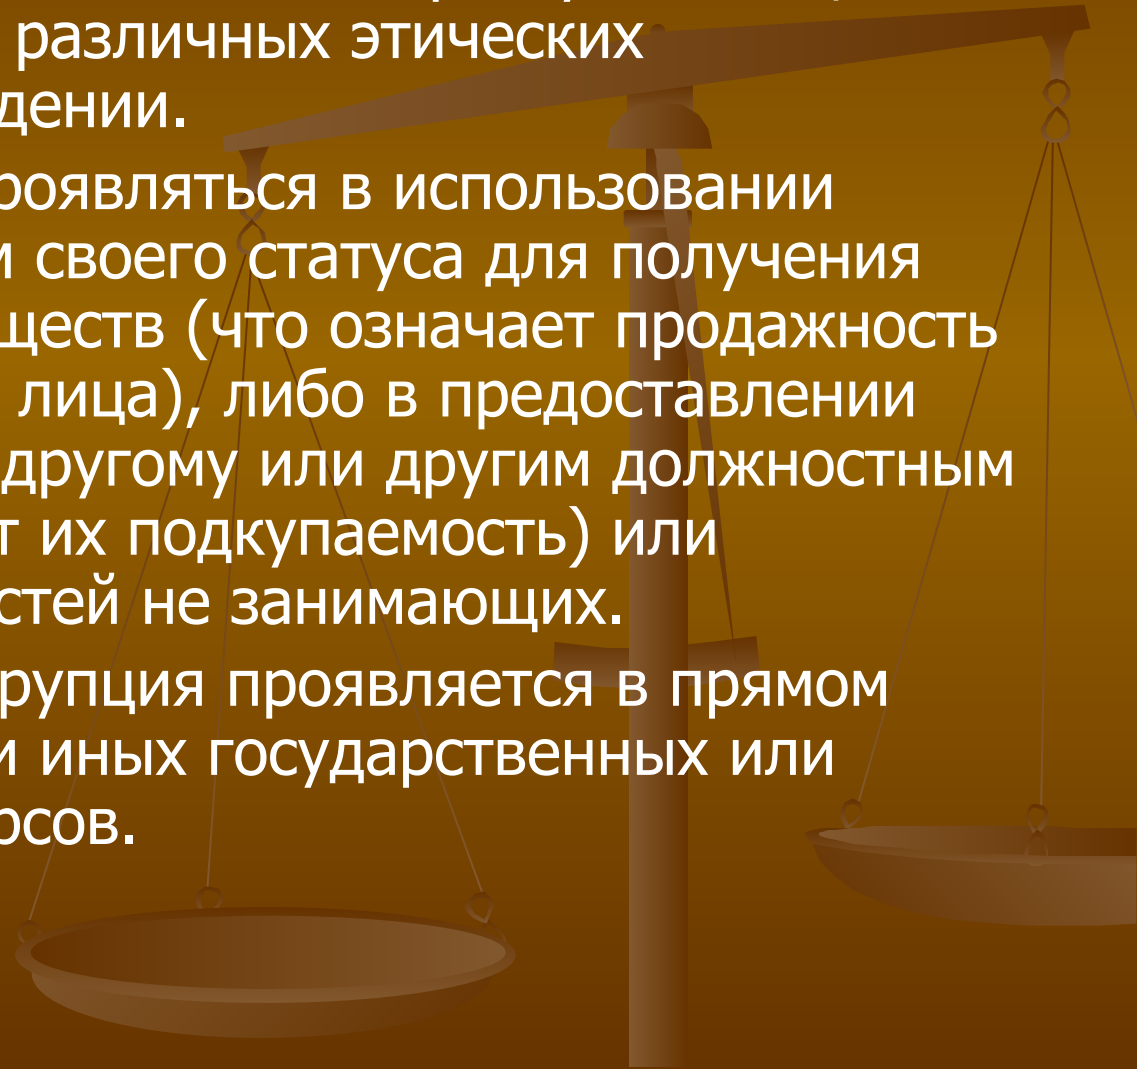 различных этических
дении.
роявляться в использовании
и своего статуса для получения
ществ (что означает продажность
лица), либо в предоставлении
другому или другим должностным
т их подкупаемость) или
стей не занимающих.
рупция проявляется в прямом
и иных государственных или
рсов.